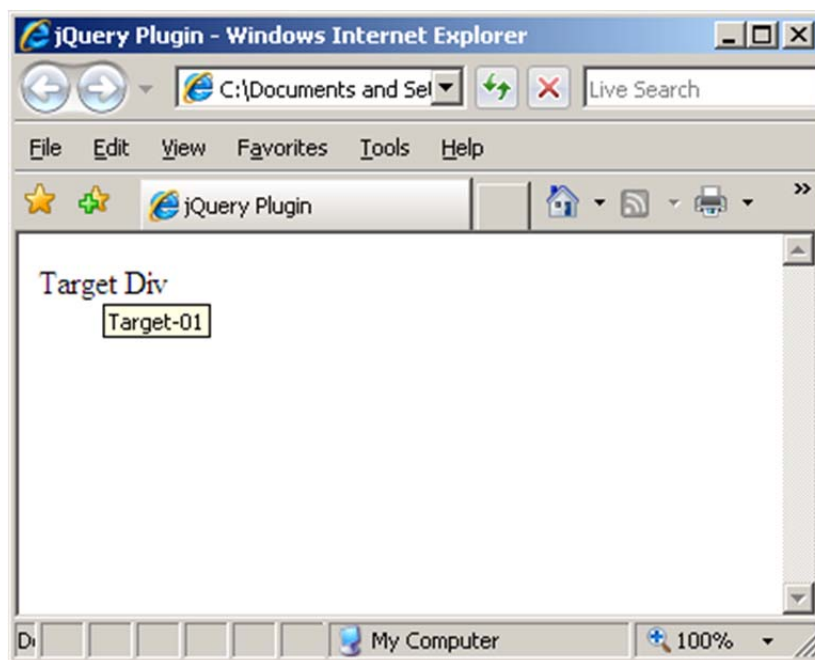 jQuery Plugin - Windows Internet Explorer
C:\Documents and Set
Live Search
File Edit View Favorites Tools Help
jQuery Plugin
»
Target Div
Target-01
My Computer
100%